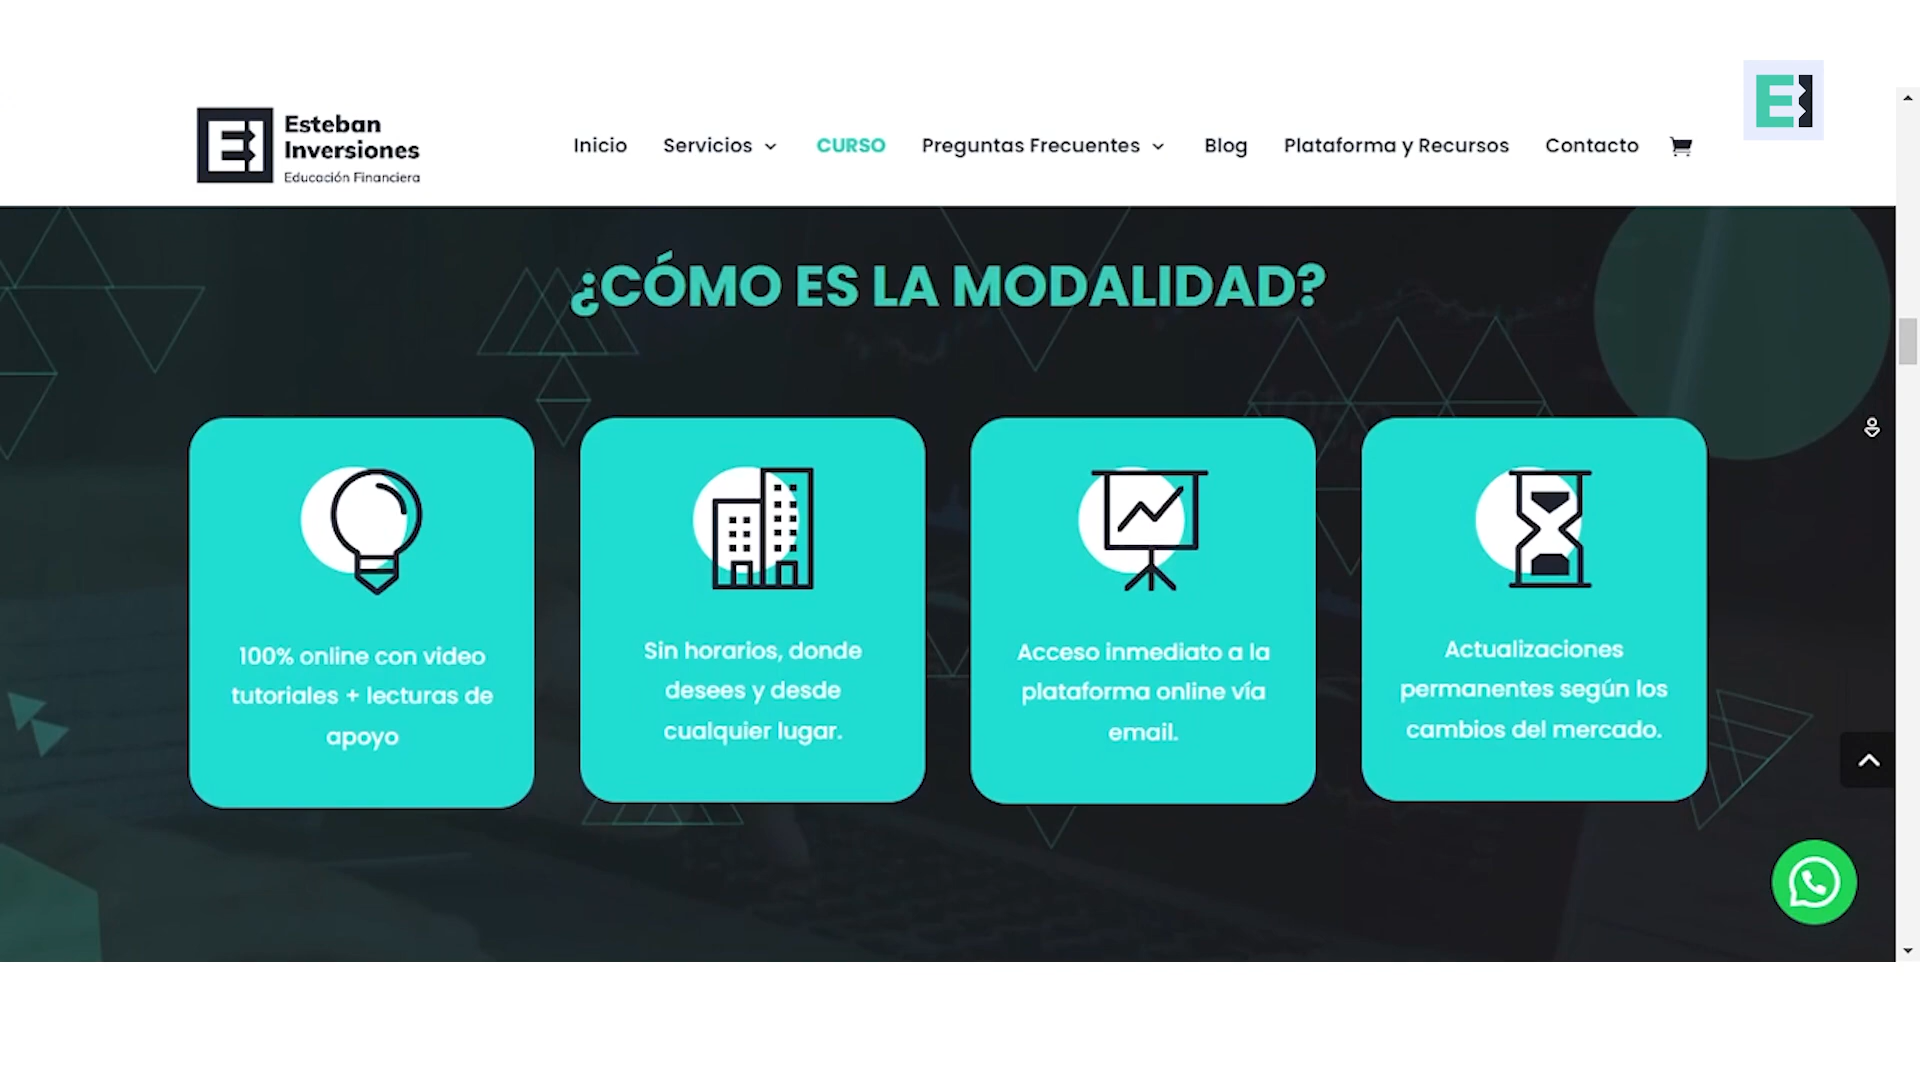 Esteban
Inversiones
Educación Financiera
Inicio
Servicios
CURSO
Preguntas Frecuentes
Blog
Plataforma y Recursos
Contacto
¿CÓMO ES LA MODALIDAD?
100% online con video
tutoriales + lecturas de
apoyo
Sin horarios, donde
desees y desde
cualquier lugar.
Acceso inmediato a la
plataforma online vía
email.
Actualizaciones
permanentes según los
cambios del mercado.